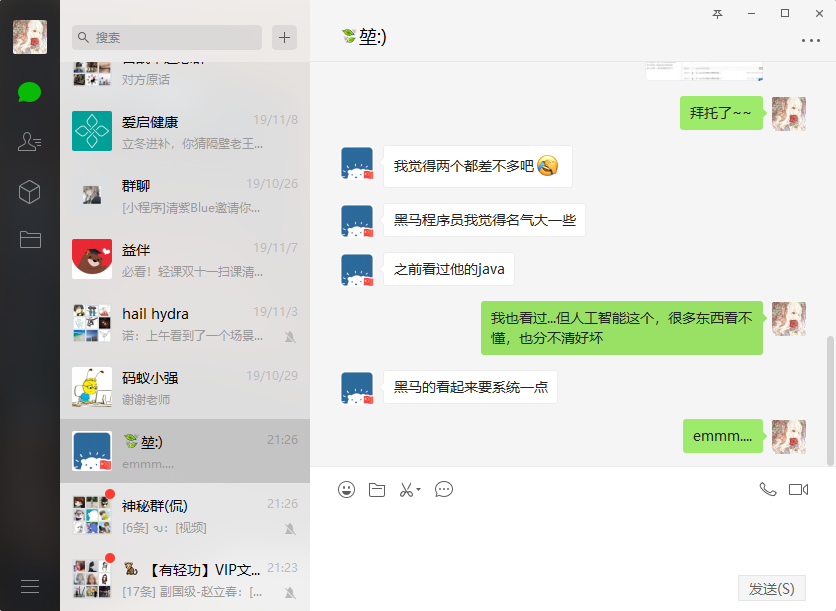 搜索
对方原话
爱启健康
19/11/8
立冬进补，你猜隔壁老王...
群聊
19/10/26
[小程序]清紫Blue邀请你...
益伴
19/11/7
必看！轻课双十一扫课清...
hail hydra
19/11/3
诺：上午看到了一个场景...
码蚁小强
19/10/29
谢谢老师
堃:)
21:26
emmm....
神秘群(侃)
21:26
[6条] ᝰ：[视频]
【有轻功】VIP文...
21:23
[17条] 副国级-赵立春：[...
堃:)
拜托了~~
我觉得两个都差不多吧
黑马程序员我觉得名气大一些
之前看过他的java
我也看过...但人工智能这个，很多东西看不
懂，也分不清好坏
黑马的看起来要系统一点
emmm....
发送(S)